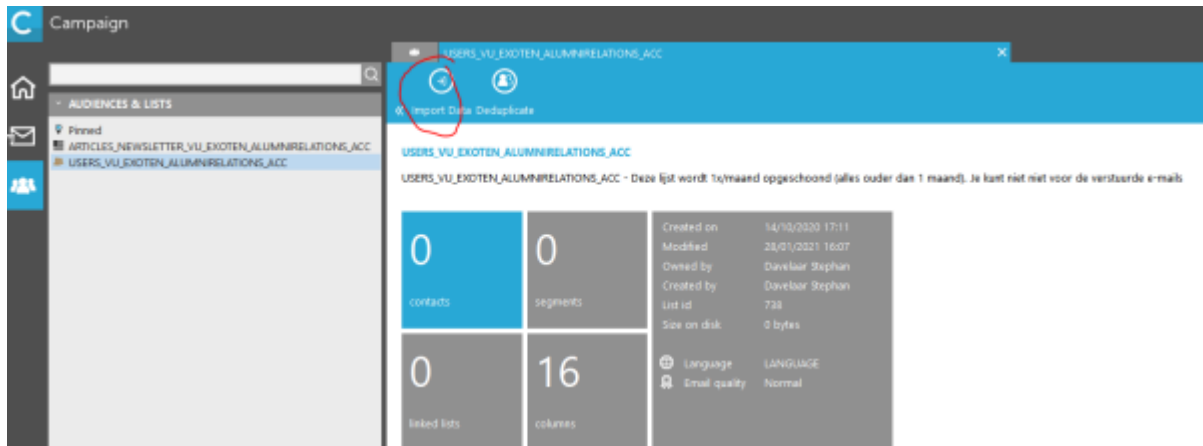 C Campaign
USERS_VU_EXOTEN_ALUMNIRELATIONS_ACC
Import Data Deduplicate
AUDIENCES & LISTS
Pinned
ARTICLES_NEWSLETTER_VU_EXOTEN_ALUMNIRELATIONS_ACC
USERS_VU_EXOTEN_ALUMNIRELATIONS_ACC
USERS_VU_EXOTEN_ALUMNIRELATIONS_ACC
USERS_VU_EXOTEN_ALUMNIRELATIONS_ACC - Deze lijst wordt 1x/maand opgeschoond (alles ouder dan 1 maand). Je kunt niet niet voor de verstuurde e-mails
0
contacts
0
segments
0
linked lists
16
columns
Created on 14/10/2020 17:11
Modified 28/01/2021 16:07
Owned by Davelaar Stephan
Created by Davelaar Stephan
List id 738
Size on disk 0 bytes
Language LANGUAGE
Email quality Normal